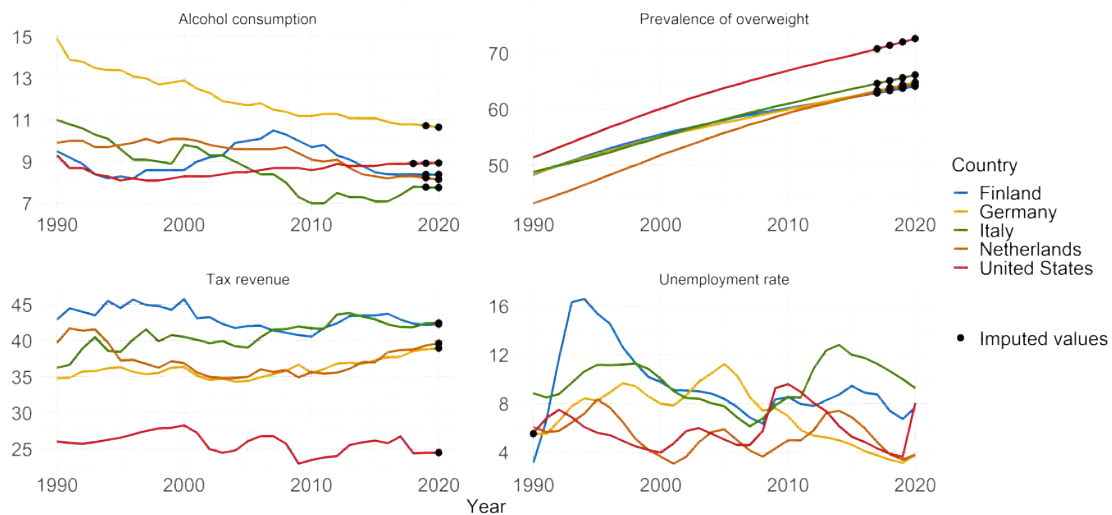 Alcohol consumption
Prevalence of overweight
15
13
11
9
7
1990 2000 2010 2020
70
60
50
1990 2000 2010 2020
Tax revenue
Unemployment rate
45
40
35
30
25
1990 2000 2010 2020
16
12
8
4
1990 2000 2010 2020
Year
Country
Finland
Germany
Italy
Netherlands
United States
Imputed values